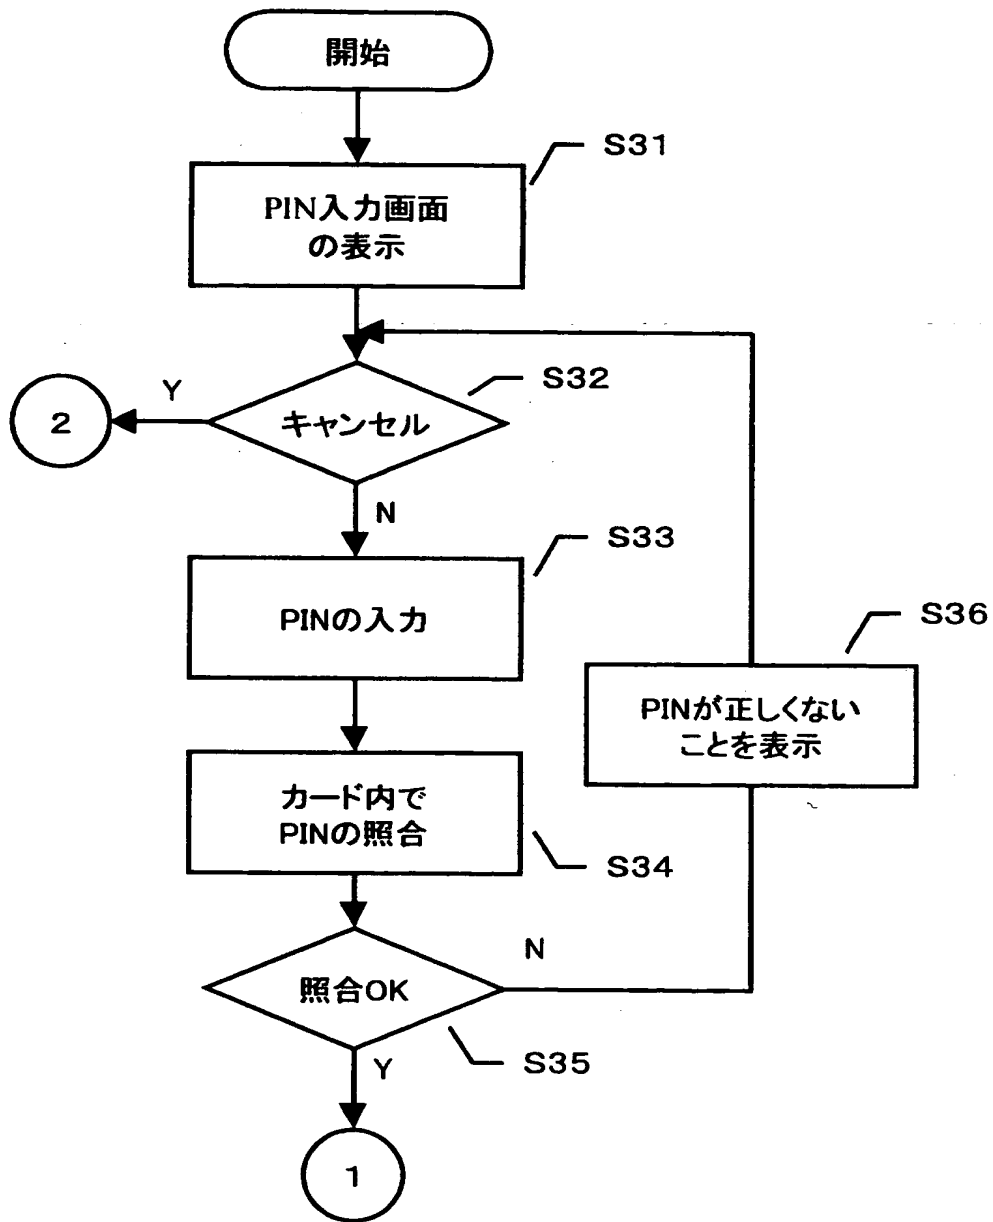 開始
S31
PIN入力画面
の表示
S32
Y
2
キャンセル
N
S33
PINの入力
S36
PINが正しくない
ことを表示
カード内で
PINの照合
S34
N
照合OK
S35
Y
1